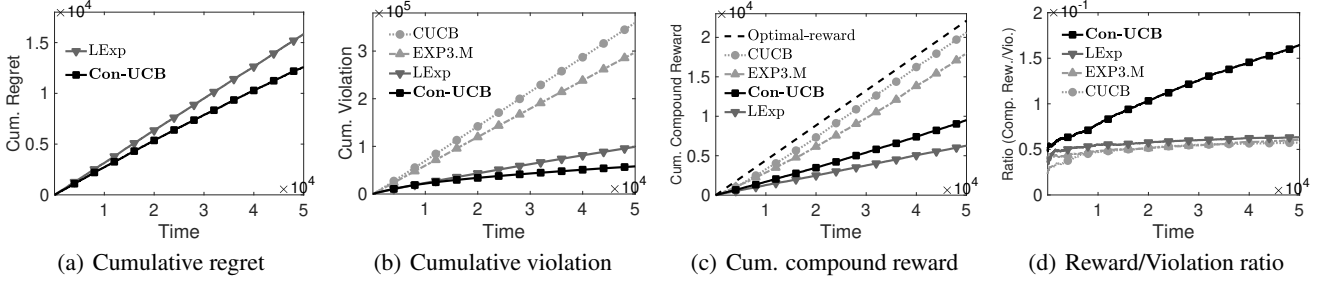 1.5
1
0.5
0
LExp
Con-UCB
Cum. Regret
0 1 2 3 4 5
× 10⁴
Time
(a) Cumulative regret
× 10⁵
3
2
1
0
CUCB
EXP3.M
LExp
Con-UCB
Cum. Violation
1 2 3 4 5
× 10⁴
Time
(b) Cumulative violation
× 10⁴
2
1.5
1
0.5
0
Optimal-reward
CUCB
EXP3.M
Con-UCB
LExp
Cum. Compound Reward
1 2 3 4 5
× 10⁴
Time
(c) Cum. compound reward
× 10⁻¹
2
1.5
1
0.5
0
Con-UCB
LExp
EXP3.M
CUCB
Ratio (Comp. Rew./Vio.)
1 2 3 4 5
× 10⁴
Time
(d) Reward/Violation ratio